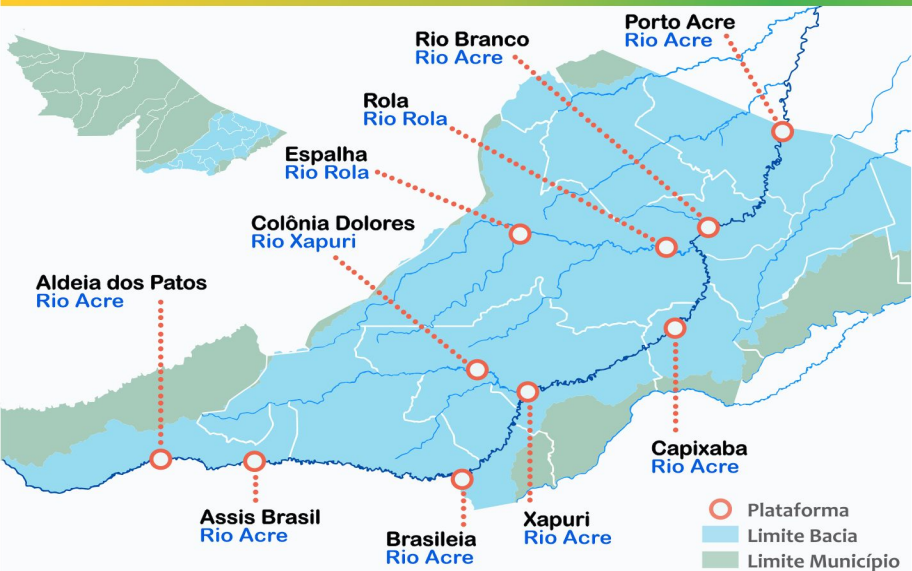 Porto Acre
Rio Acre
Rio Branco
Rio Acre
Rola
Rio Rola
Espalha
Rio Rola
Colônia Dolores
Rio Xapuri
Aldeia dos Patos
Rio Acre
Capixaba
Rio Acre
Assis Brasil
Rio Acre
Brasileia
Rio Acre
Xapuri
Rio Acre
Plataforma
Limite Bacia
Limite Município